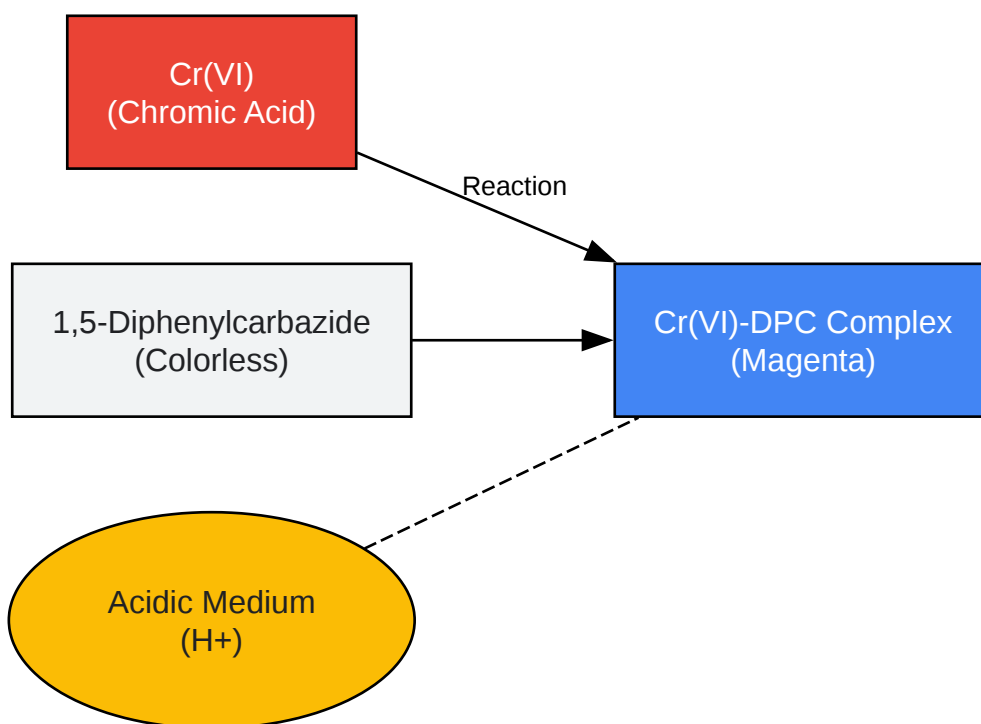 Cr(VI)
(Chromic Acid)
Reaction
1,5-Diphenylcarbazide
(Colorless)
Cr(VI)-DPC Complex
(Magenta)
Acidic Medium
(H+)